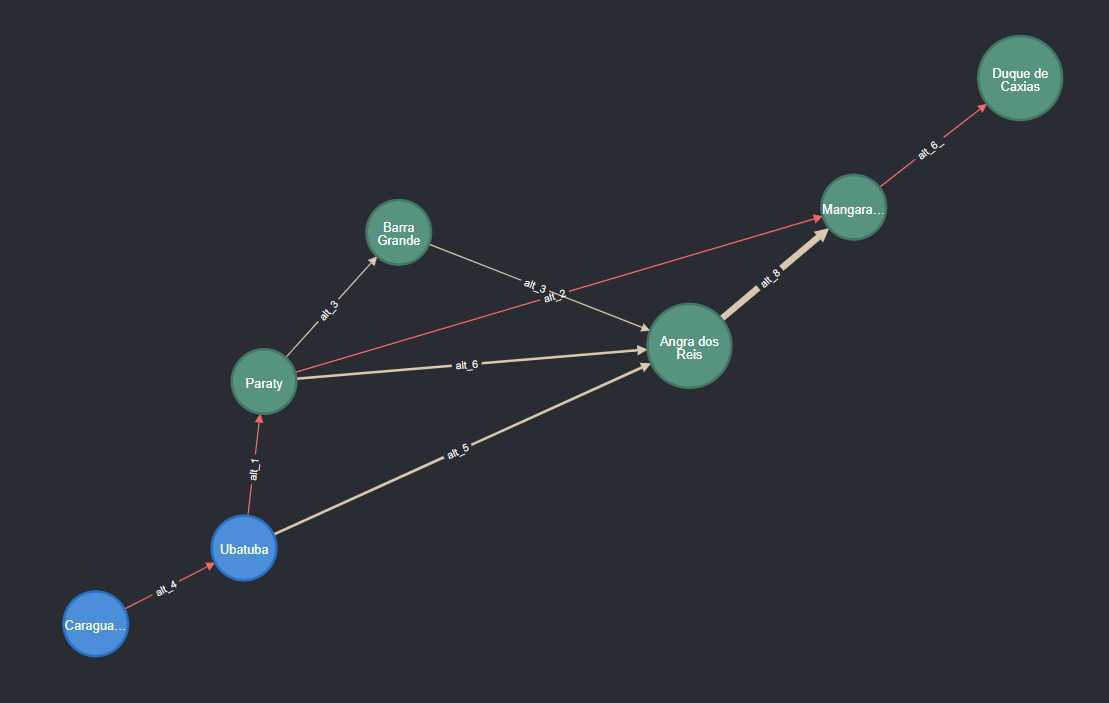 Duque de
Caxias
alt_6_
Mangara...
Barra
Grande
alt_3
alt_2
alt_8
alt_3
Angra dos
Reis
alt_6
Paraty
alt_5
alt_1
Ubatuba
alt_4
Caragua...